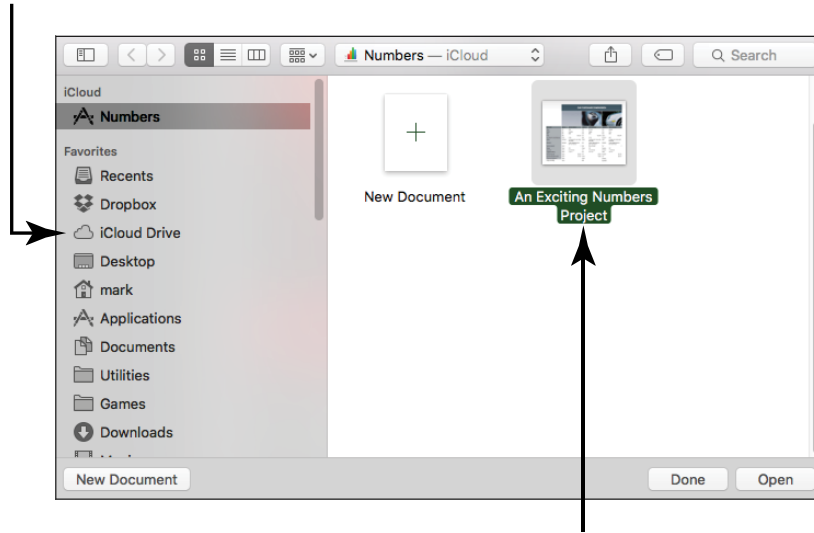 Numbers — iCloud
Search
iCloud
Numbers
Favorites
Recents
Dropbox
iCloud Drive
Desktop
mark
Applications
Documents
Utilities
Games
Downloads
New Document
An Exciting Numbers
Project
New Document
Done
Open